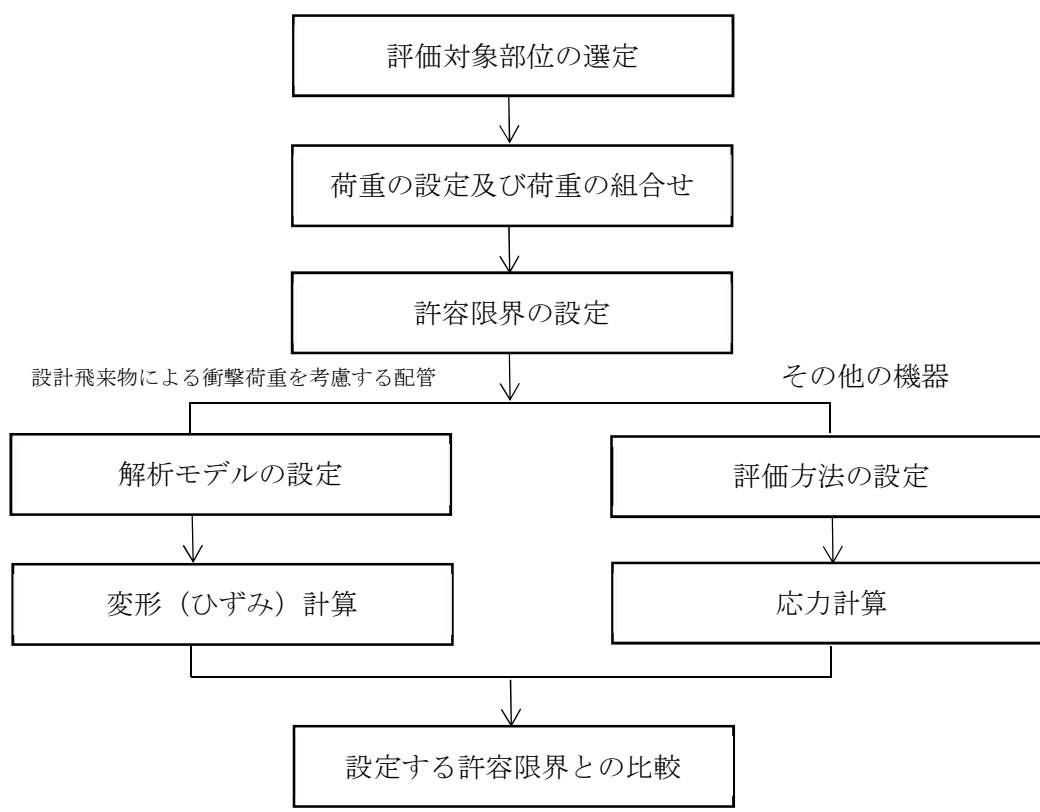 評価対象部位の選定
荷重の設定及び荷重の組合せ
許容限界の設定
設計飛来物による衝撃荷重を考慮する配管
その他の機器
解析モデルの設定
評価方法の設定
変形（ひずみ）計算
応力計算
設定する許容限界との比較